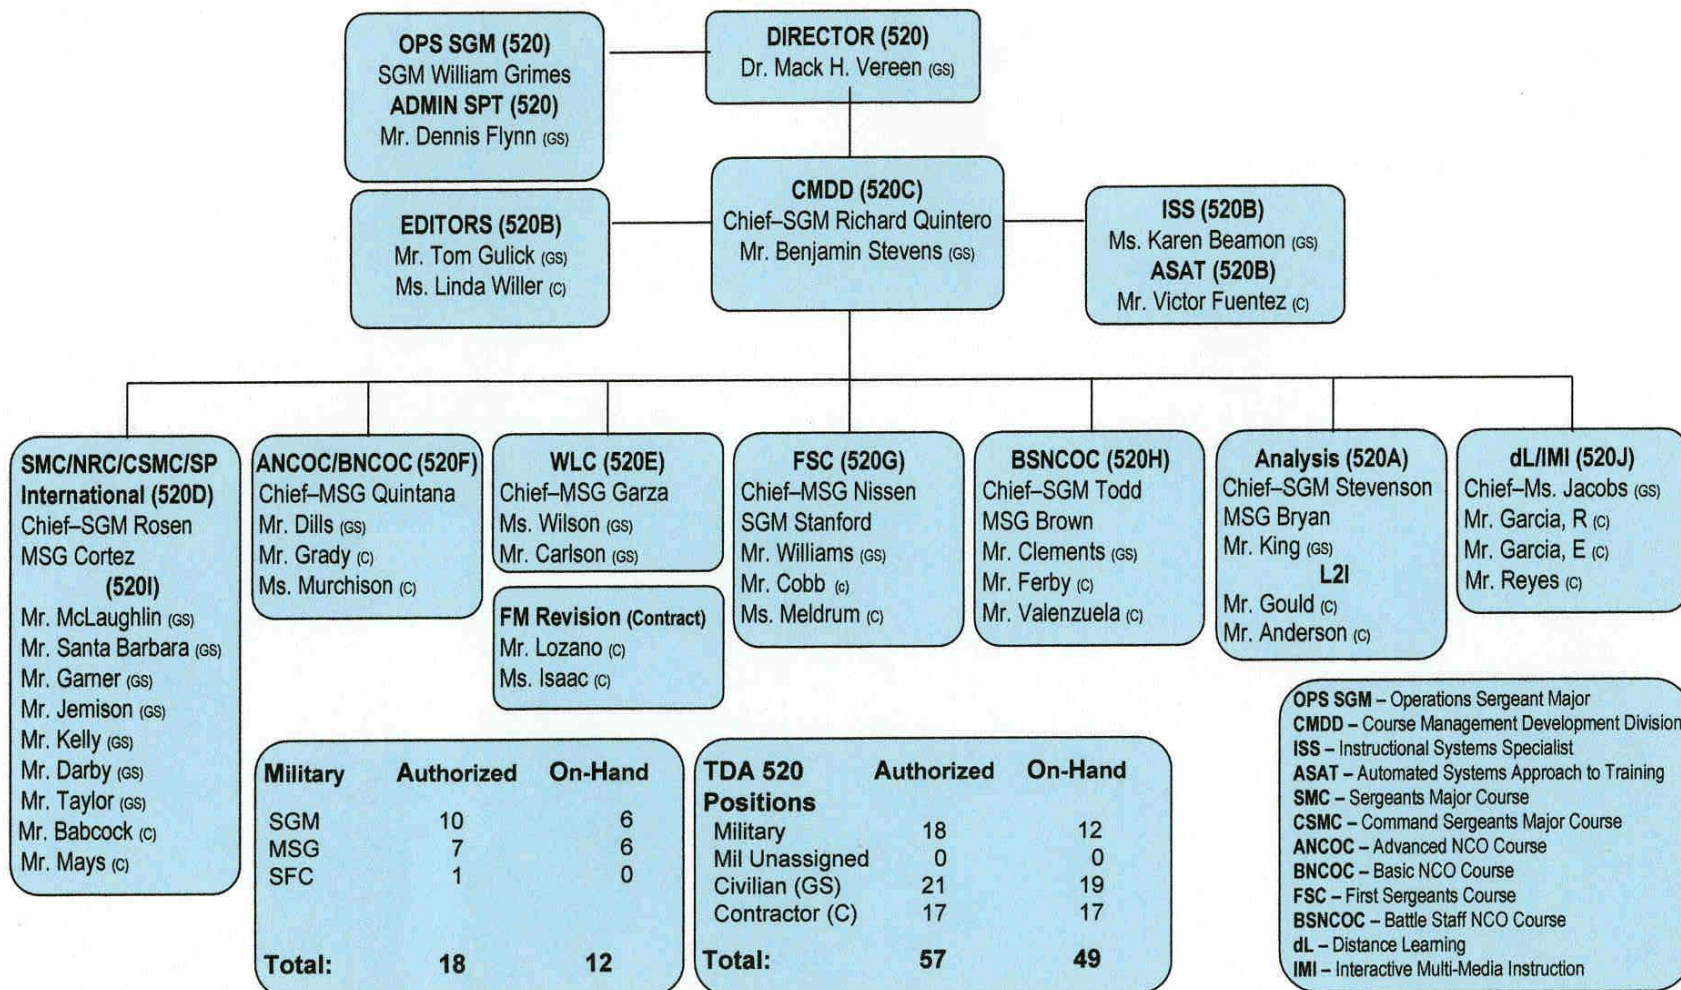 OPS SGM (520)
SGM William Grimes
ADMIN SPT (520)
Mr. Dennis Flynn (GS)
DIRECTOR (520)
Dr. Mack H. Vereen (GS)
EDITORS (520B)
Mr. Tom Gulick (GS)
Ms. Linda Willer (C)
CMDD (520C)
Chief–SGM Richard Quintero
Mr. Benjamin Stevens (GS)
ISS (520B)
Ms. Karen Beamon (GS)
ASAT (520B)
Mr. Victor Fuentez (C)
SMC/NRC/CSMC/SP
International (520D)
Chief–SGM Rosen
MSG Cortez
(520I)
Mr. McLaughlin (GS)
Mr. Santa Barbara (GS)
Mr. Garner (GS)
Mr. Jemison (GS)
Mr. Kelly (GS)
Mr. Darby (GS)
Mr. Taylor (GS)
Mr. Babcock (C)
Mr. Mays (C)
ANCOC/BNCOC (520F)
Chief–MSG Quintana
Mr. Dills (GS)
Mr. Grady (C)
Ms. Murchison (C)
WLC (520E)
Chief–MSG Garza
Ms. Wilson (GS)
Mr. Carlson (GS)
FM Revision (Contract)
Mr. Lozano (C)
Ms. Isaac (C)
FSC (520G)
Chief–MSG Nissen
SGM Stanford
Mr. Williams (GS)
Mr. Cobb (c)
Ms. Meldrum (C)
BSNCOC (520H)
Chief–SGM Todd
MSG Brown
Mr. Clements (GS)
Mr. Ferby (C)
Mr. Valenzuela (C)
Analysis (520A)
Chief–SGM Stevenson
MSG Bryan
Mr. King (GS)
L2I
Mr. Gould (C)
Mr. Anderson (C)
dL/IMI (520J)
Chief–Ms. Jacobs (GS)
Mr. Garcia, R (C)
Mr. Garcia, E (C)
Mr. Reyes (C)
Military Authorized On-Hand
SGM 10 6
MSG 7 6
SFC 1 0
Total: 18 12
TDA 520 Authorized On-Hand
Positions
Military 18 12
Mil Unassigned 0 0
Civilian (GS) 21 19
Contractor (C) 17 17
Total: 57 49
OPS SGM – Operations Sergeant Major
CMDD – Course Management Development Division
ISS – Instructional Systems Specialist
ASAT – Automated Systems Approach to Training
SMC – Sergeants Major Course
CSMC – Command Sergeants Major Course
ANCOC – Advanced NCO Course
BNCOC – Basic NCO Course
FSC – First Sergeants Course
BSNCOC – Battle Staff NCO Course
dL – Distance Learning
IMI – Interactive Multi-Media Instruction